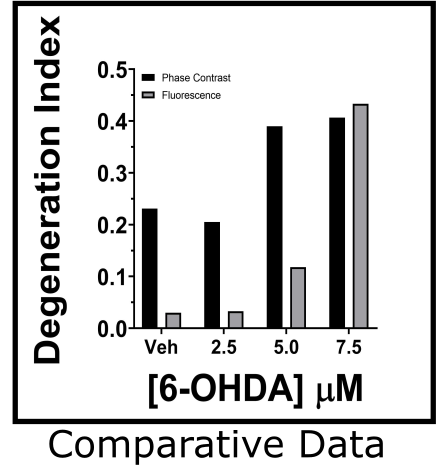 Degeneration Index
0.5
0.4
0.3
0.2
0.1
0.0
Phase Contrast
Fluorescence
Veh 2.5 5.0 7.5
[6-OHDA] μM
Comparative Data